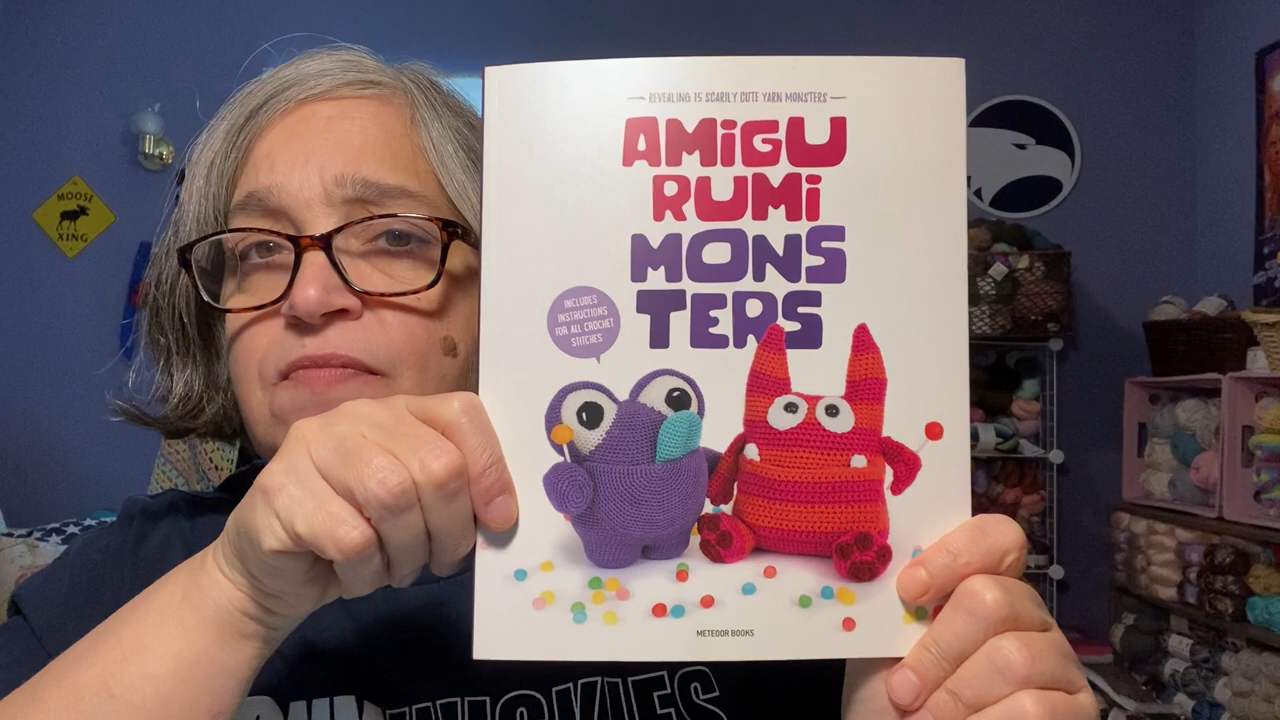 MOOSE
XING
REVEALING 15 SCARILY CUTE YARN MONSTERS
AMIGU
RUMI
MONS
TERS
INCLUDES
INSTRUCTIONS
FOR ALL CROCHET
STITCHES
METEOOR BOOKS